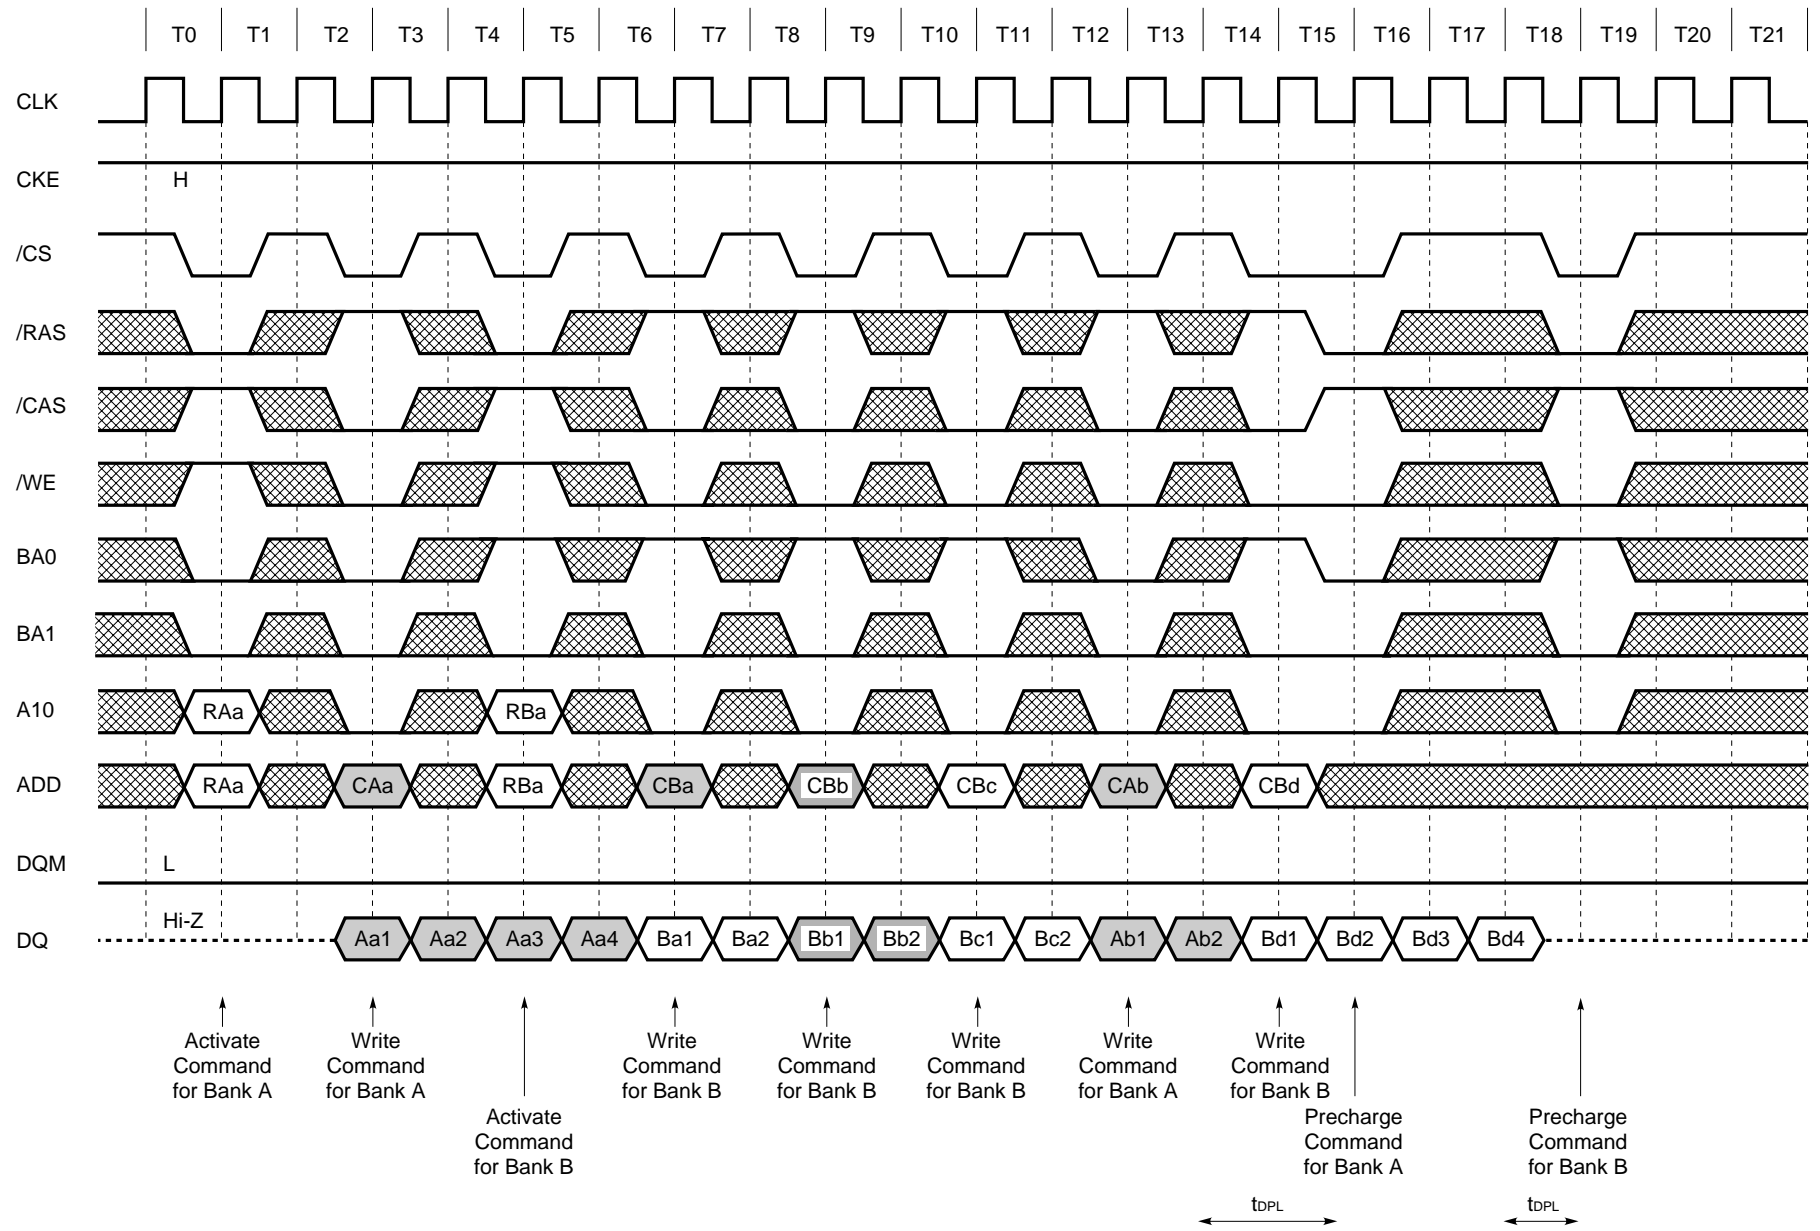 T0 T1 T2 T3 T4 T5 T6 T7 T8 T9 T10 T11 T12 T13 T14 T15 T16 T17 T18 T19 T20 T21
CLK
CKE H
/CS
/RAS
/CAS
/WE
BA0
BA1
A10 RAa RBa
ADD RAa CAa RBa CBa CBb CBc CAb CBd
DQM L
DQ Hi-Z Aa1 Aa2 Aa3 Aa4 Ba1 Ba2 Bb1 Bb2 Bc1 Bc2 Ab1 Ab2 Bd1 Bd2 Bd3 Bd4
Activate
Command
for Bank A
Write
Command
for Bank A
Activate
Command
for Bank B
Write
Command
for Bank B
Write
Command
for Bank B
Write
Command
for Bank B
Write
Command
for Bank A
Write
Command
for Bank B
Precharge
Command
for Bank A
Precharge
Command
for Bank B
tDPL tDPL